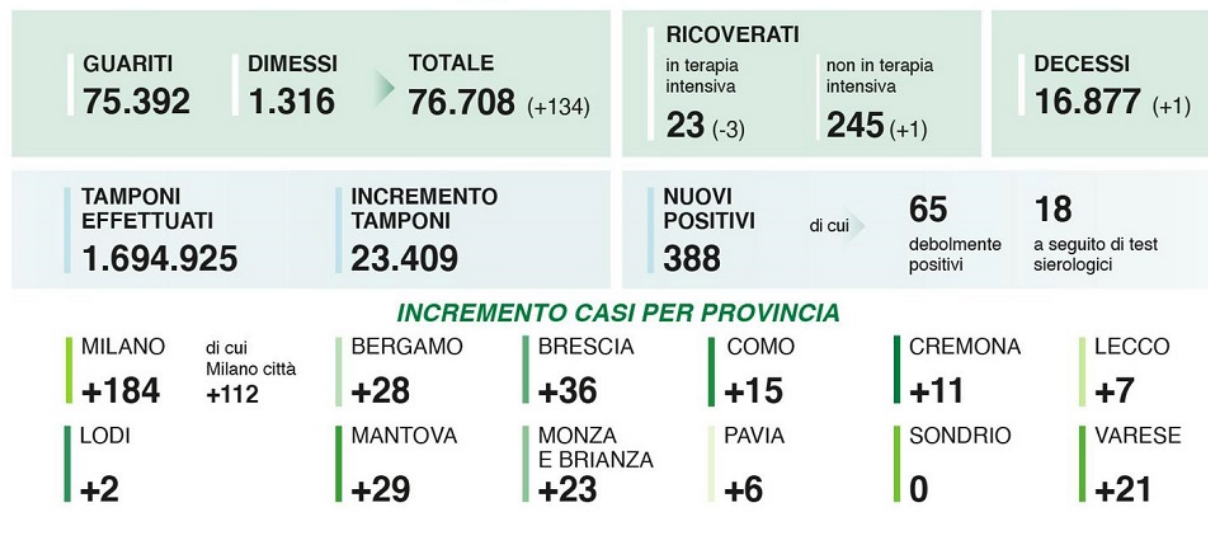 GUARITI
75.392
DIMESSI
1.316
TOTALE
76.708 (+134)
RICOVERATI
in terapia
intensiva
23 (-3)
non in terapia
intensiva
245 (+1)
DECESSI
16.877 (+1)
TAMPONI
EFFETTUATI
1.694.925
INCREMENTO
TAMPONI
23.409
NUOVI
POSITIVI
388
di cui
65
debolmente
positivi
18
a seguito di test
sierologici
INCREMENTO CASI PER PROVINCIA
MILANO
+184
di cui
Milano città
+112
BERGAMO
+28
BRESCIA
+36
COMO
+15
CREMONA
+11
LECCO
+7
LODI
+2
MANTOVA
+29
MONZA
E BRIANZA
+23
PAVIA
+6
SONDRIO
0
VARESE
+21